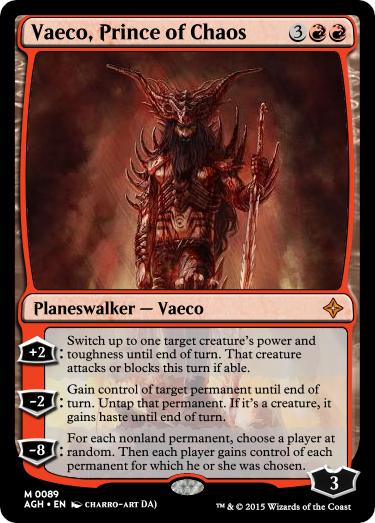 Vaeco, Prince of Chaos 3
Planeswalker — Vaeco
+2: Switch up to one target creature's power and
toughness until end of turn. That creature
attacks or blocks this turn if able.
-2: Gain control of target permanent until end of
turn. Untap that permanent. If it's a creature, it
gains haste until end of turn.
-8: For each nonland permanent, choose a player at
random. Then each player gains control of each
permanent for which he or she was chosen.
3
M 0089
AGH • EN CHARRO-ART DA)
™ & © 2015 Wizards of the Coast